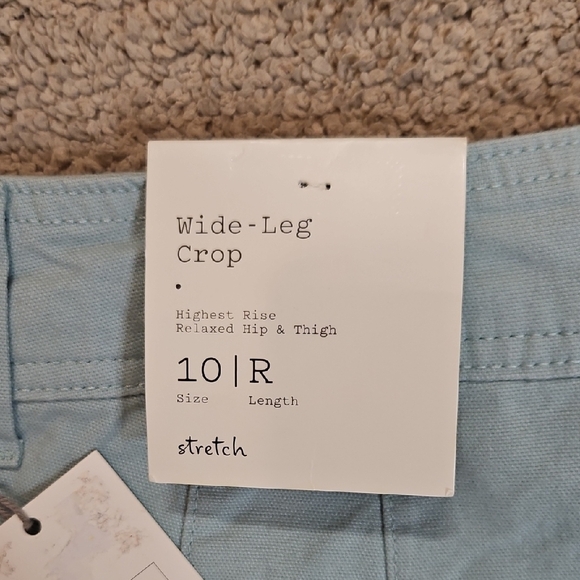 Wide-Leg
Crop
Highest Rise
Relaxed Hip & Thigh
10|R
Size Length
stretch